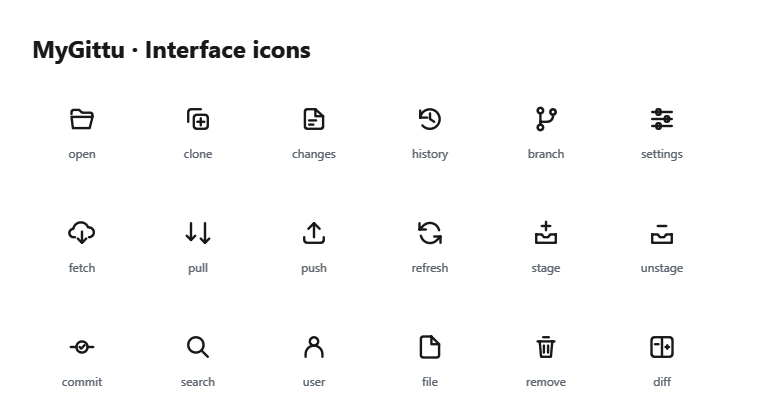 MyGittu · Interface icons
open clone changes history branch settings
fetch pull push refresh stage unstage
commit search user file remove diff